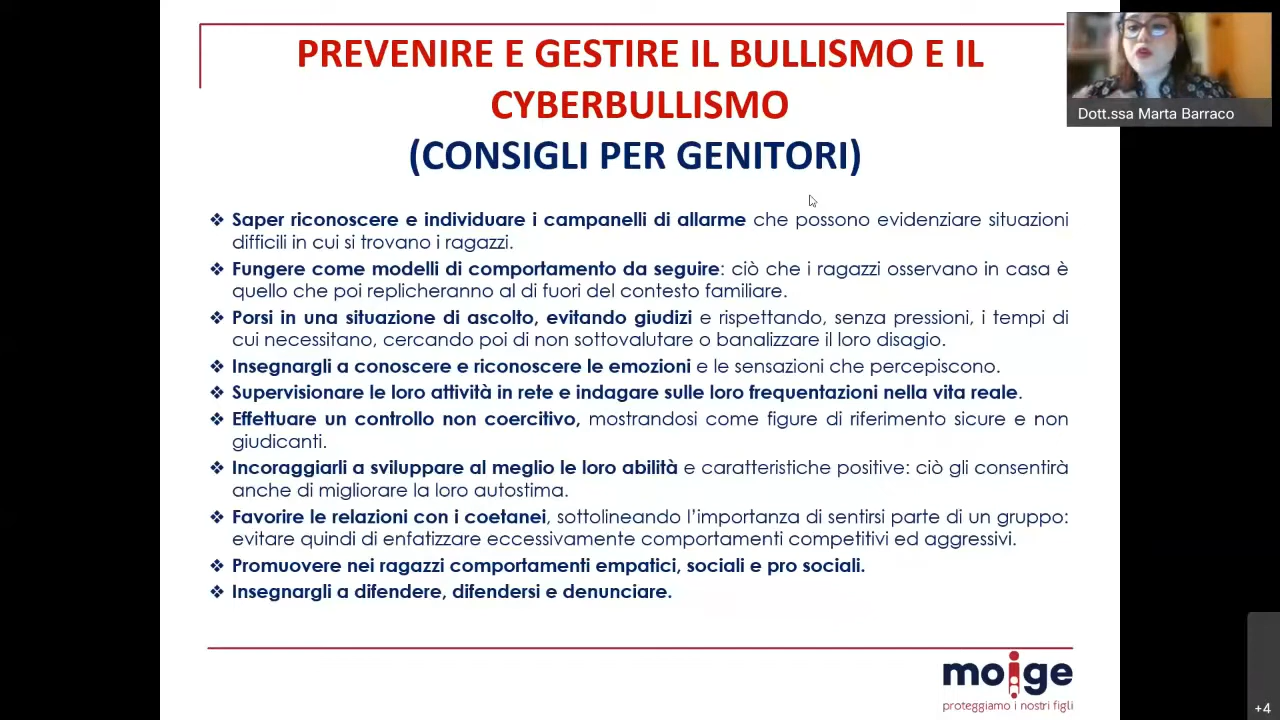 PREVENIRE E GESTIRE IL BULLISMO E IL
CYBERBULLISMO
(CONSIGLI PER GENITORI)
Dott.ssa Marta Barraco
❖ Saper riconoscere e individuare i campanelli di allarme che possono evidenziare situazioni
difficili in cui si trovano i ragazzi.
❖ Fungere come modelli di comportamento da seguire: ciò che i ragazzi osservano in casa è
quello che poi replicheranno al di fuori del contesto familiare.
❖ Porsi in una situazione di ascolto, evitando giudizi e rispettando, senza pressioni, i tempi di
cui necessitano, cercando poi di non sottovalutare o banalizzare il loro disagio.
❖ Insegnargli a conoscere e riconoscere le emozioni e le sensazioni che percepiscono.
❖ Supervisionare le loro attività in rete e indagare sulle loro frequentazioni nella vita reale.
❖ Effettuare un controllo non coercitivo, mostrandosi come figure di riferimento sicure e non
giudicanti.
❖ Incoraggiarli a sviluppare al meglio le loro abilità e caratteristiche positive: ciò gli consentirà
anche di migliorare la loro autostima.
❖ Favorire le relazioni con i coetanei, sottolineando l’importanza di sentirsi parte di un gruppo:
evitare quindi di enfatizzare eccessivamente comportamenti competitivi ed aggressivi.
❖ Promuovere nei ragazzi comportamenti empatici, sociali e pro sociali.
❖ Insegnargli a difendere, difendersi e denunciare.
moige
proteggiamo i nostri figli
+4